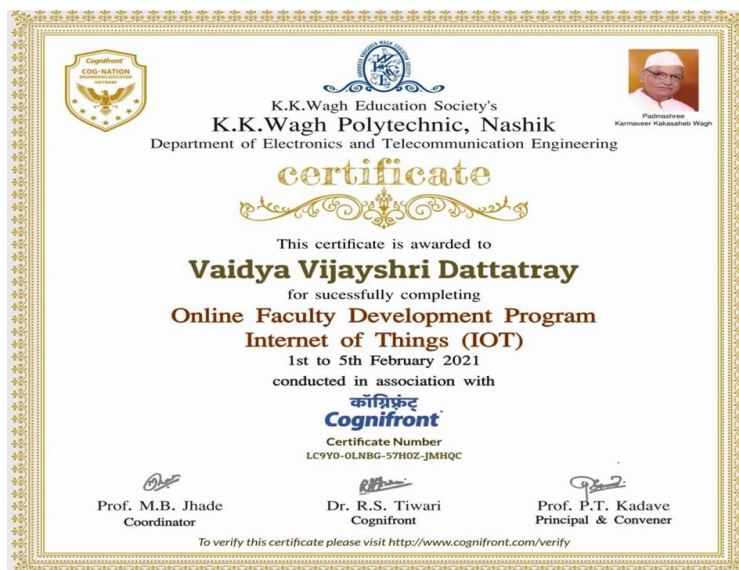 Cognifront
COG-NATION
ENGINEERING EDUCATION
SOFTWARE
K.K.Wagh Education Society's
K.K.Wagh Polytechnic, Nashik
Department of Electronics and Telecommunication Engineering
Padmashree
Karmaveer Kakasaheb Wagh
certificate
This certificate is awarded to
Vaidya Vijayshri Dattatray
for sucessfully completing
Online Faculty Development Program
Internet of Things (IOT)
1st to 5th February 2021
conducted in association with
कॉग्निफ्रंट्
Cognifront
Certificate Number
LC9Y0-0LNBG-57H0Z-JMHQC
Prof. M.B. Jhade
Dr. R.S. Tiwari
Prof. P.T. Kadave
Coordinator
Cognifront
Principal & Convener
To verify this certificate please visit http://www.cognifront.com/verify